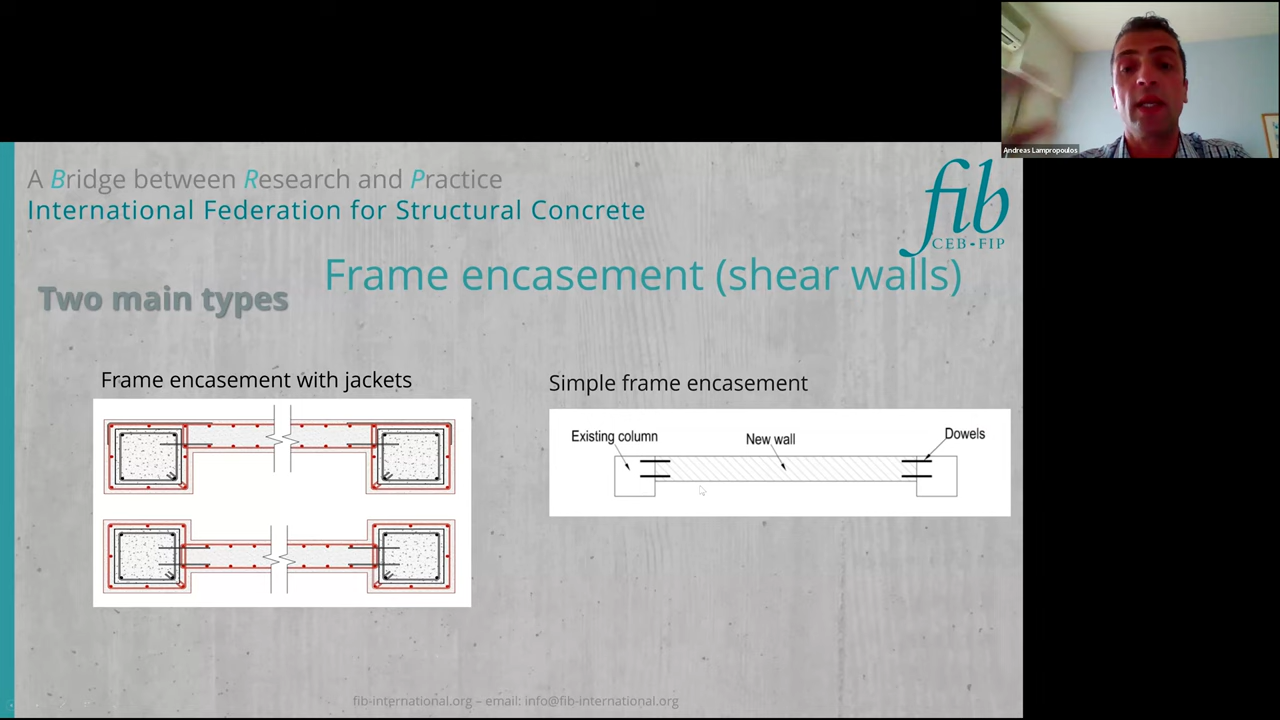 Andreas Lampropoulos
A Bridge between Research and Practice
International Federation for Structural Concrete
fib
CEB-FIP
Frame encasement (shear walls)
Two main types
Frame encasement with jackets
Simple frame encasement
Existing column
New wall
Dowels
fib-international.org – email: info@fib-international.org